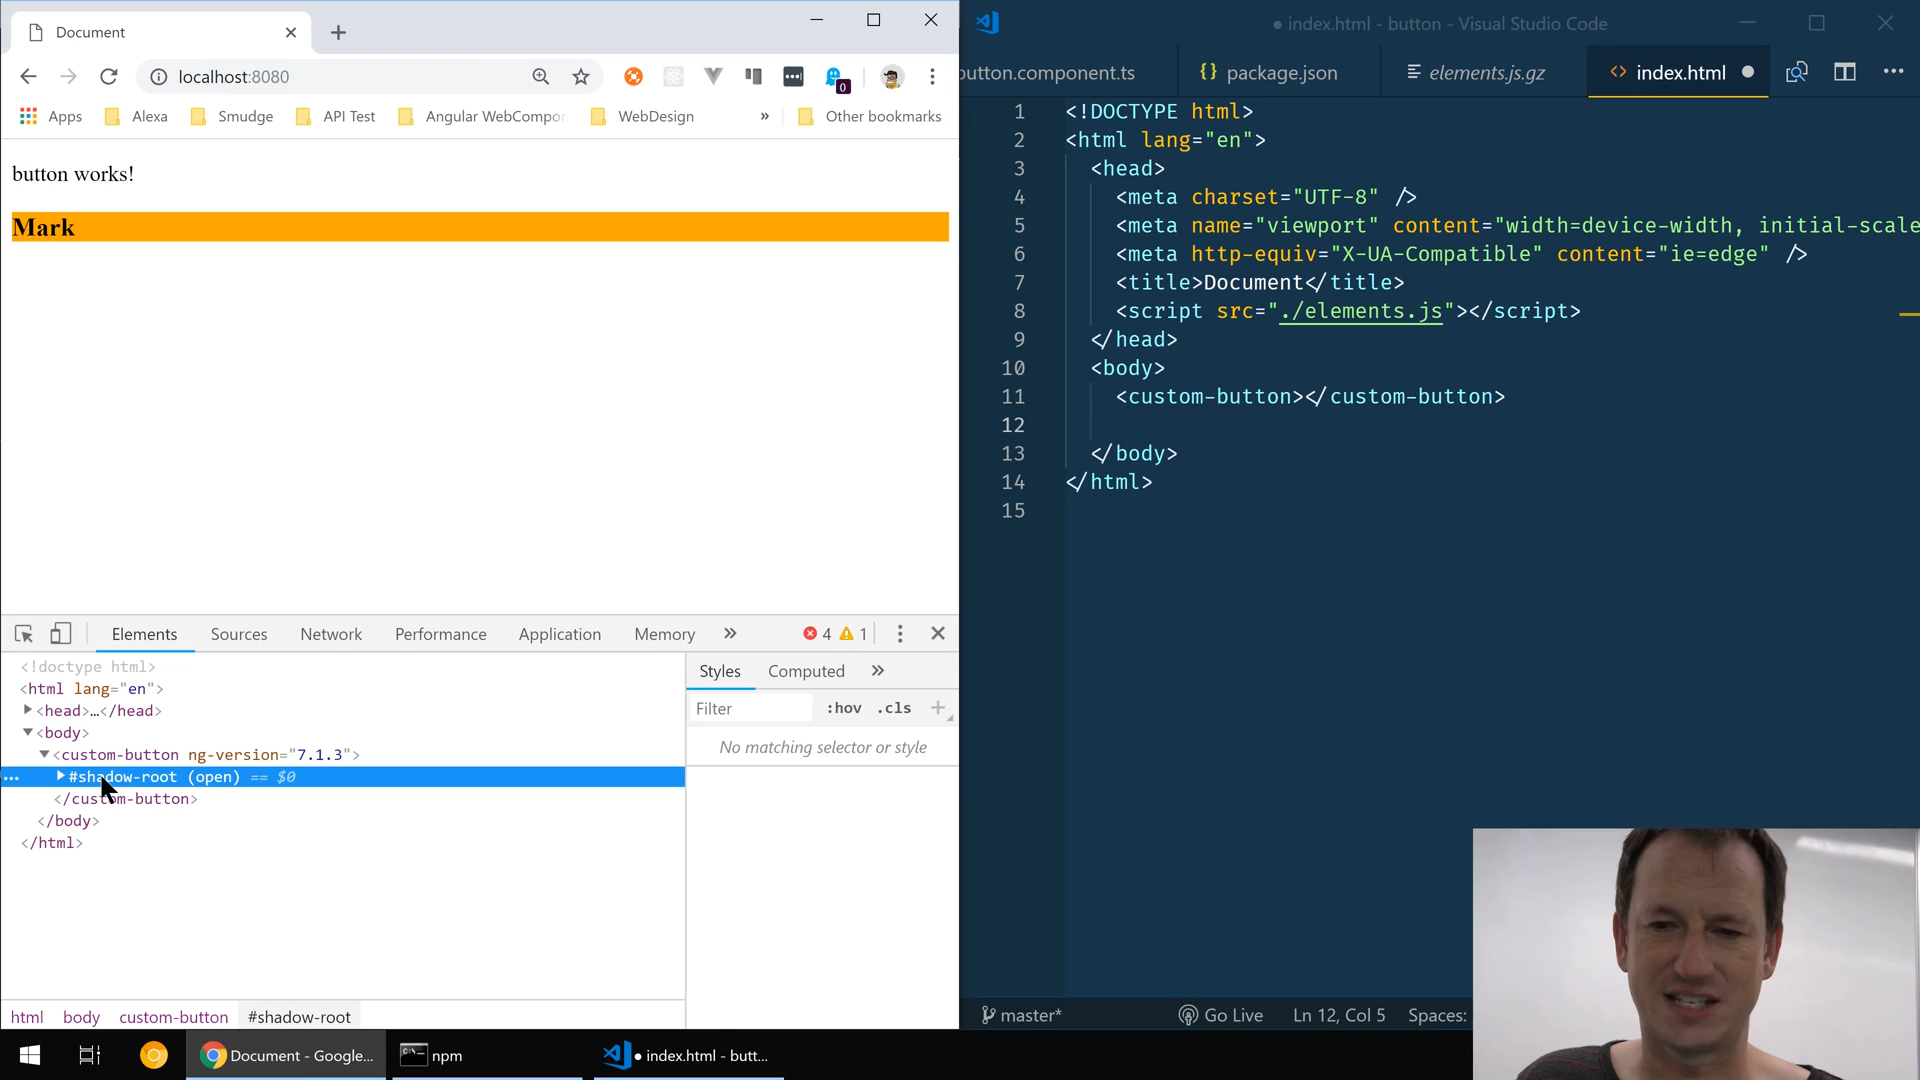 Document
localhost:8080
0
Apps
Alexa
Smudge
API Test
Angular WebCompo
WebDesign
»
Other bookmarks
button works!
Mark
Elements
Sources
Network
Performance
Application
Memory
»
4
1
<!doctype html>
<html lang="en">
<head>…</head>
<body>
<custom-button ng-version="7.1.3">
#shadow-root (open) == $0
</custom-button>
</body>
</html>
Styles
Computed
»
Filter
:hov
.cls
+
No matching selector or style
html
body
custom-button
#shadow-root
● index.html - button - Visual Studio Code
outton.component.ts
{} package.json
elements.js.gz
<> index.html
1 <!DOCTYPE html>
2 <html lang="en">
3 <head>
4 <meta charset="UTF-8" />
5 <meta name="viewport" content="width=device-width, initial-scale
6 <meta http-equiv="X-UA-Compatible" content="ie=edge" />
7 <title>Document</title>
8 <script src="./elements.js"></script>
9 </head>
10 <body>
11 <custom-button></custom-button>
12
13 </body>
14 </html>
15
master*
Go Live
Ln 12, Col 5
Spaces:
Document - Google...
npm
● index.html - butt...